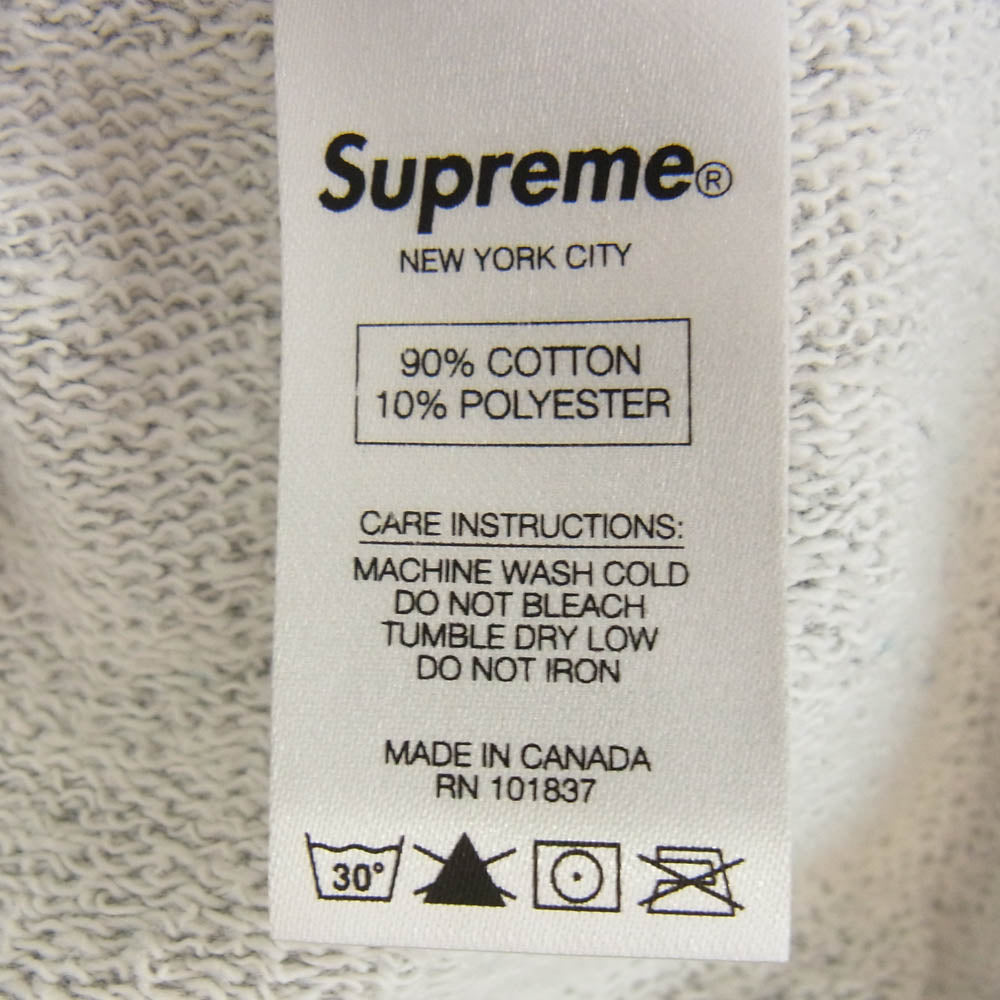 Supreme®
NEW YORK CITY
90% COTTON
10% POLYESTER
CARE INSTRUCTIONS:
MACHINE WASH COLD
DO NOT BLEACH
TUMBLE DRY LOW
DO NOT IRON
MADE IN CANADA
RN 101837
30°